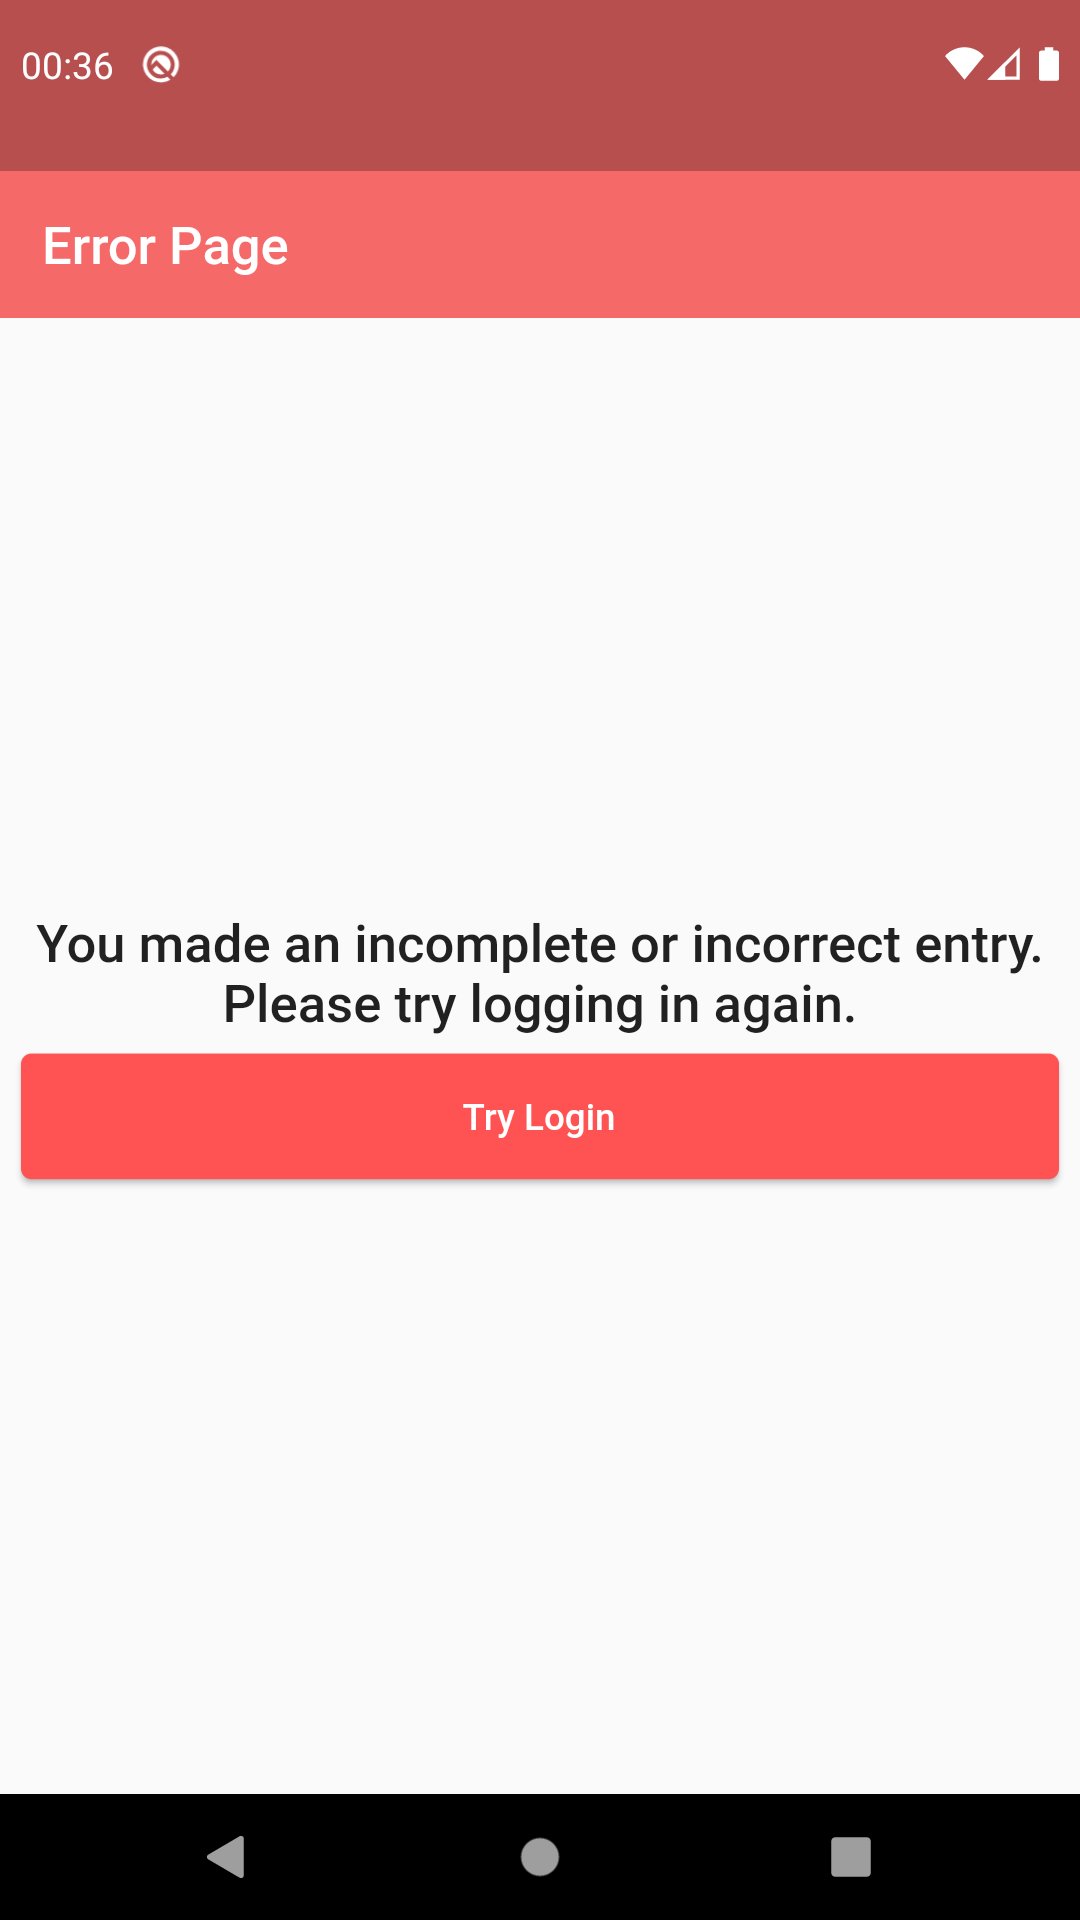 00:36
Error Page
You made an incomplete or incorrect entry.
Please try logging in again.
Try Login